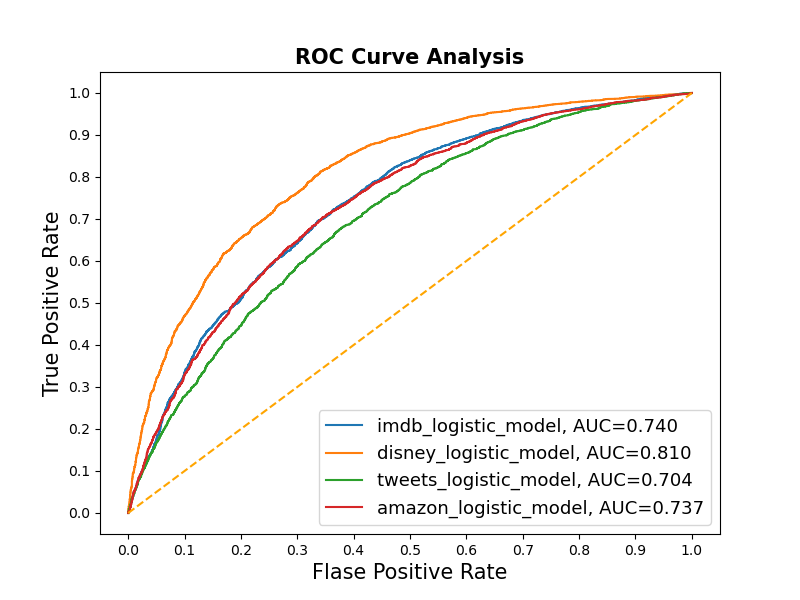 ROC Curve Analysis
True Positive Rate
1.0
0.9
0.8
0.7
0.6
0.5
0.4
0.3
0.2
0.1
0.0
imdb_logistic_model, AUC=0.740
disney_logistic_model, AUC=0.810
tweets_logistic_model, AUC=0.704
amazon_logistic_model, AUC=0.737
0.0 0.1 0.2 0.3 0.4 0.5 0.6 0.7 0.8 0.9 1.0
Flase Positive Rate